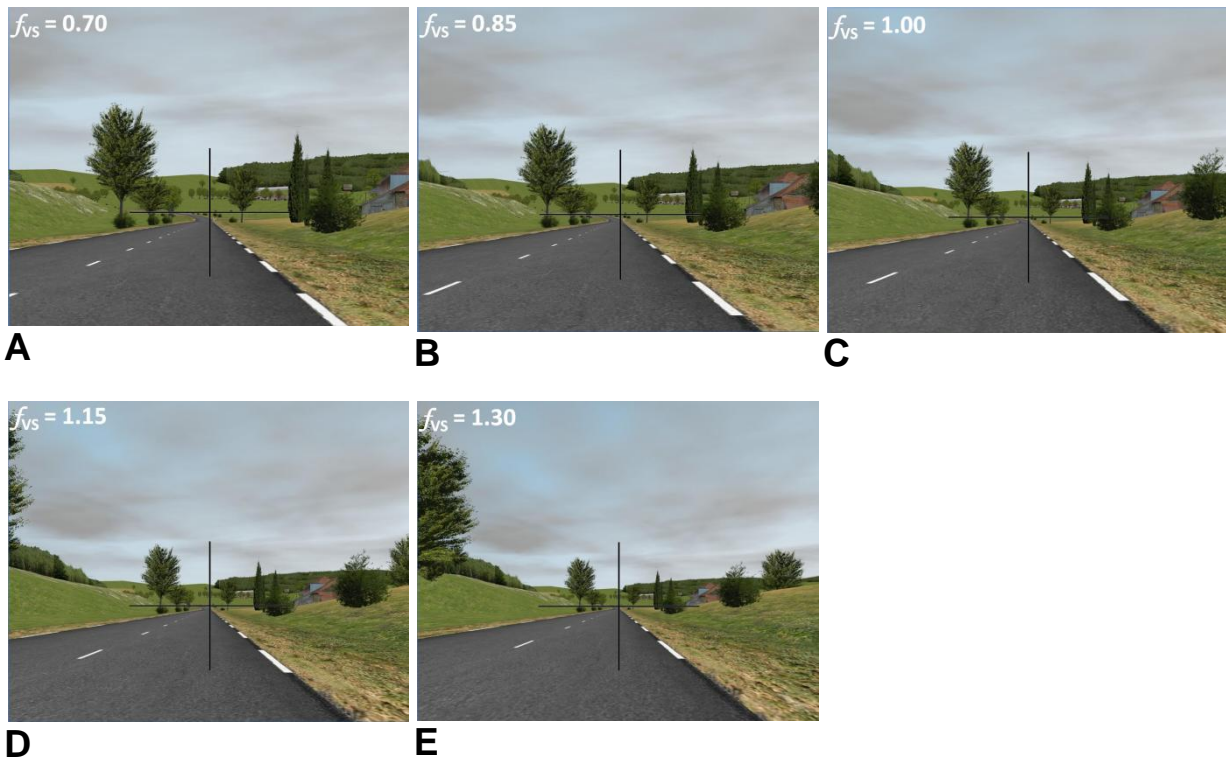 fvs = 0.70
fvs = 0.85
fvs = 1.00
A
B
C
fvs = 1.15
fvs = 1.30
D
E